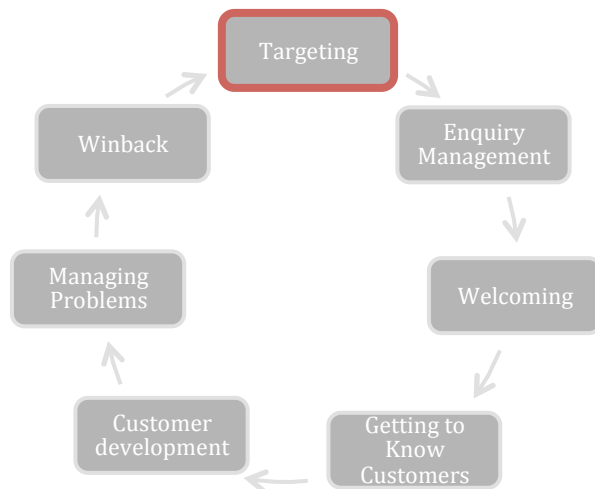 Targeting
Enquiry
Management
Welcoming
Getting to
Know
Customers
Customer
development
Managing
Problems
Winback